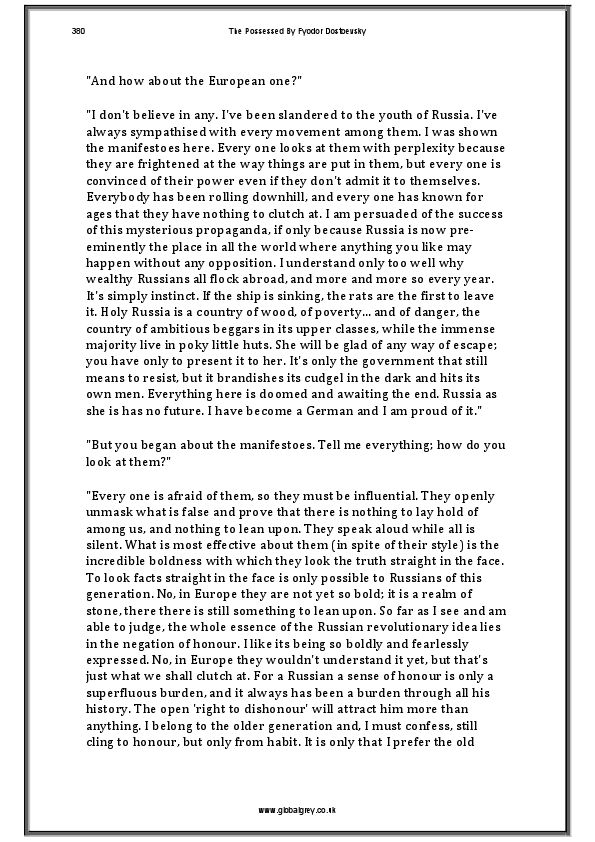 380
The Possessed By Fyodor Dostoevsky
"And how about the European one?"
"I don't believe in any. I've been slandered to the youth of Russia. I've
always sympathised with every movement among them. I was shown
the manifestoes here. Every one looks at them with perplexity because
they are frightened at the way things are put in them, but every one is
convinced of their power even if they don't admit it to themselves.
Everybody has been rolling downhill, and every one has known for
ages that they have nothing to clutch at. I am persuaded of the success
of this mysterious propaganda, if only because Russia is now pre-
eminently the place in all the world where anything you like may
happen without any opposition. I understand only too well why
wealthy Russians all flock abroad, and more and more so every year.
It's simply instinct. If the ship is sinking, the rats are the first to leave
it. Holy Russia is a country of wood, of poverty... and of danger, the
country of ambitious beggars in its upper classes, while the immense
majority live in poky little huts. She will be glad of any way of escape;
you have only to present it to her. It's only the government that still
means to resist, but it brandishes its cudgel in the dark and hits its
own men. Everything here is doomed and awaiting the end. Russia as
she is has no future. I have become a German and I am proud of it."
"But you began about the manifestoes. Tell me everything; how do you
look at them?"
"Every one is afraid of them, so they must be influential. They openly
unmask what is false and prove that there is nothing to lay hold of
among us, and nothing to lean upon. They speak aloud while all is
silent. What is most effective about them (in spite of their style) is the
incredible boldness with which they look the truth straight in the face.
To look facts straight in the face is only possible to Russians of this
generation. No, in Europe they are not yet so bold; it is a realm of
stone, there there is still something to lean upon. So far as I see and am
able to judge, the whole essence of the Russian revolutionary idea lies
in the negation of honour. I like its being so boldly and fearlessly
expressed. No, in Europe they wouldn't understand it yet, but that's
just what we shall clutch at. For a Russian a sense of honour is only a
superfluous burden, and it always has been a burden through all his
history. The open 'right to dishonour' will attract him more than
anything. I belong to the older generation and, I must confess, still
cling to honour, but only from habit. It is only that I prefer the old
www.globalgrey.co.uk